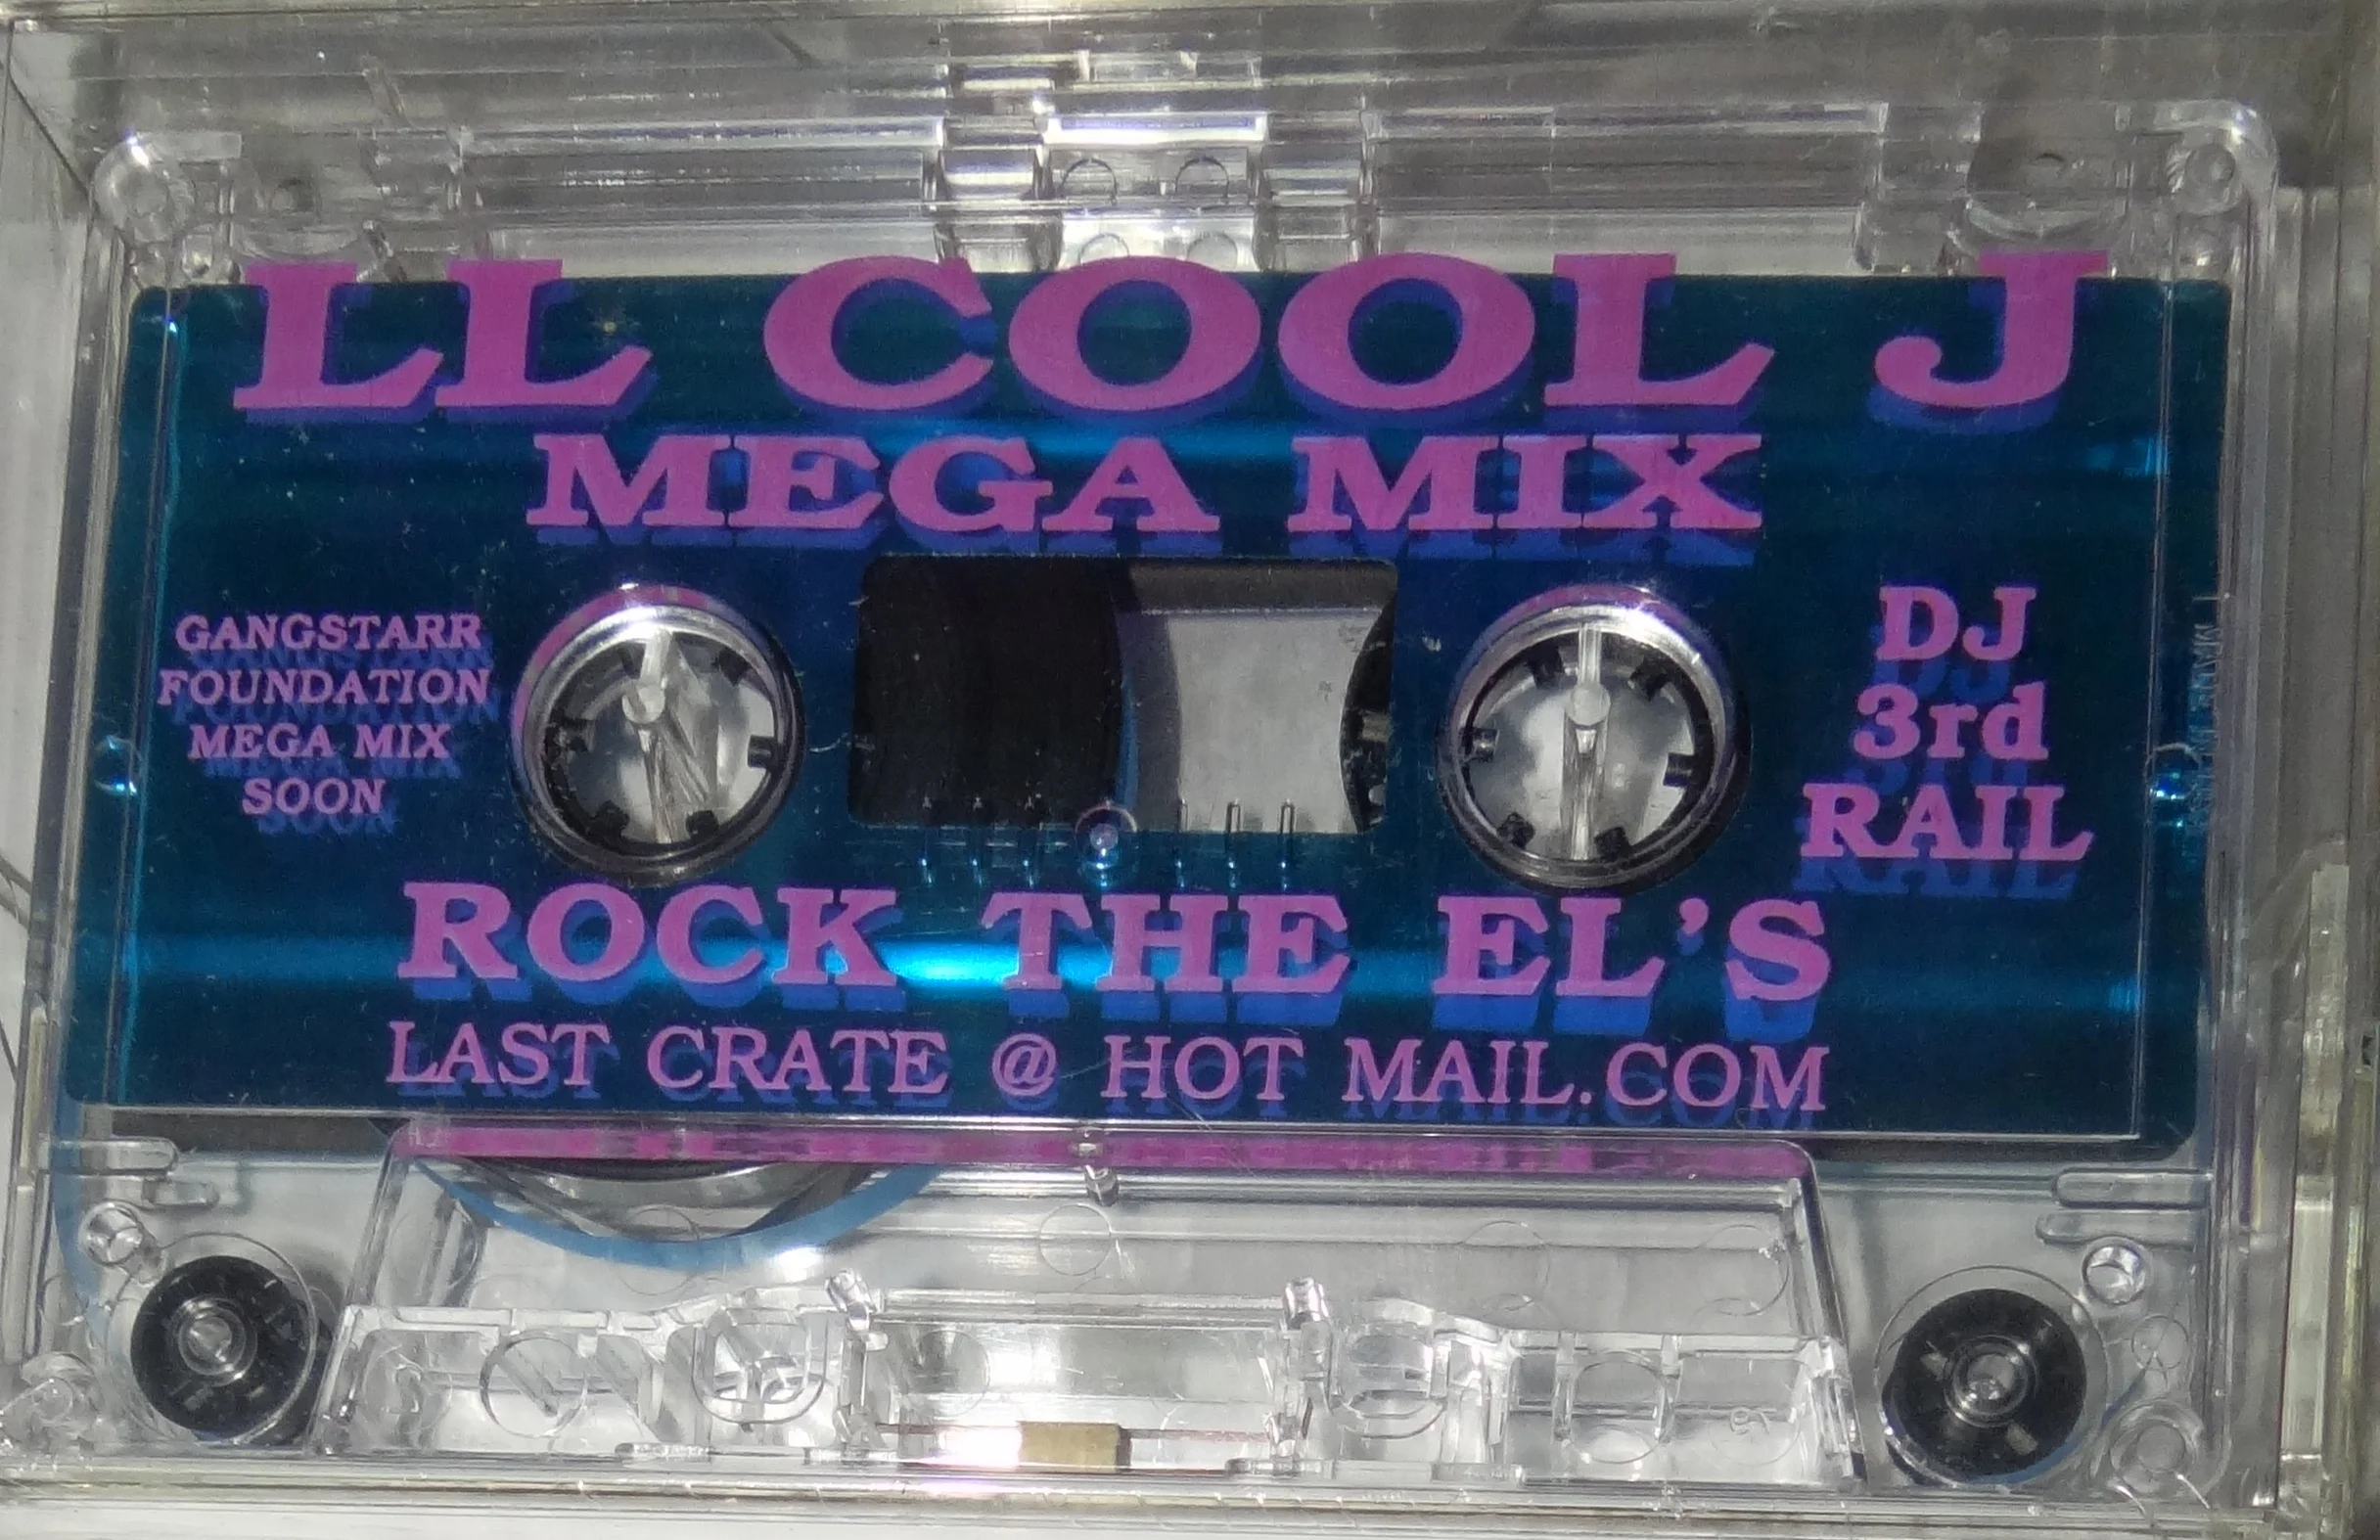 LL COOL J
MEGA MIX
GANGSTARR
FOUNDATION
MEGA MIX
SOON
DJ
3rd
RAIL
ROCK THE EL'S
LAST CRATE @ HOT MAIL.COM